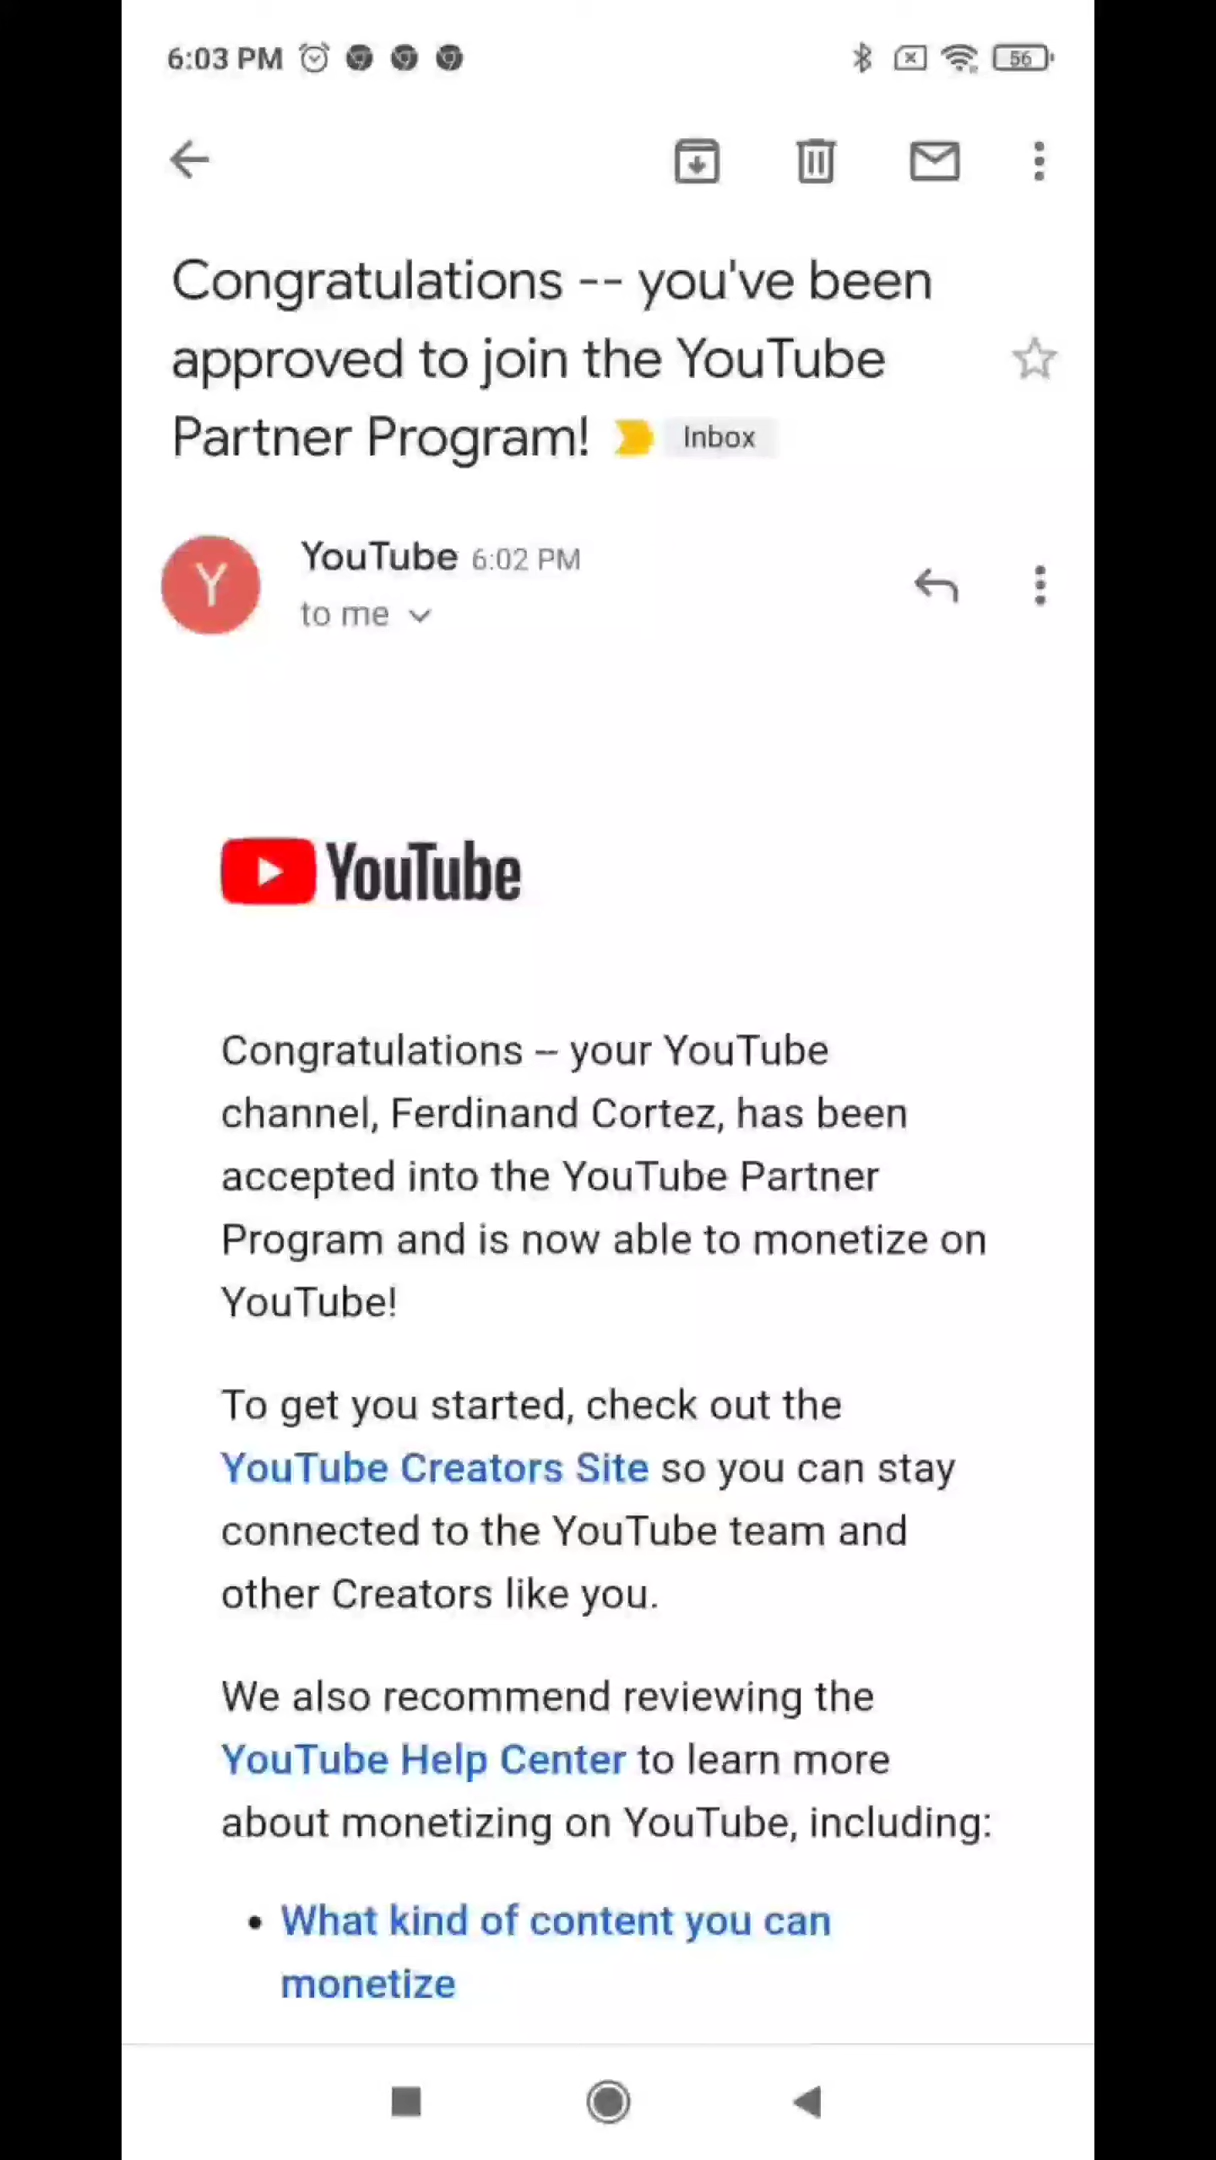 6:03 PM
56
Congratulations -- you've been
approved to join the YouTube
Partner Program! Inbox
Y
YouTube 6:02 PM
to me
YouTube
Congratulations – your YouTube
channel, Ferdinand Cortez, has been
accepted into the YouTube Partner
Program and is now able to monetize on
YouTube!
To get you started, check out the
YouTube Creators Site so you can stay
connected to the YouTube team and
other Creators like you.
We also recommend reviewing the
YouTube Help Center to learn more
about monetizing on YouTube, including:
• What kind of content you can
monetize